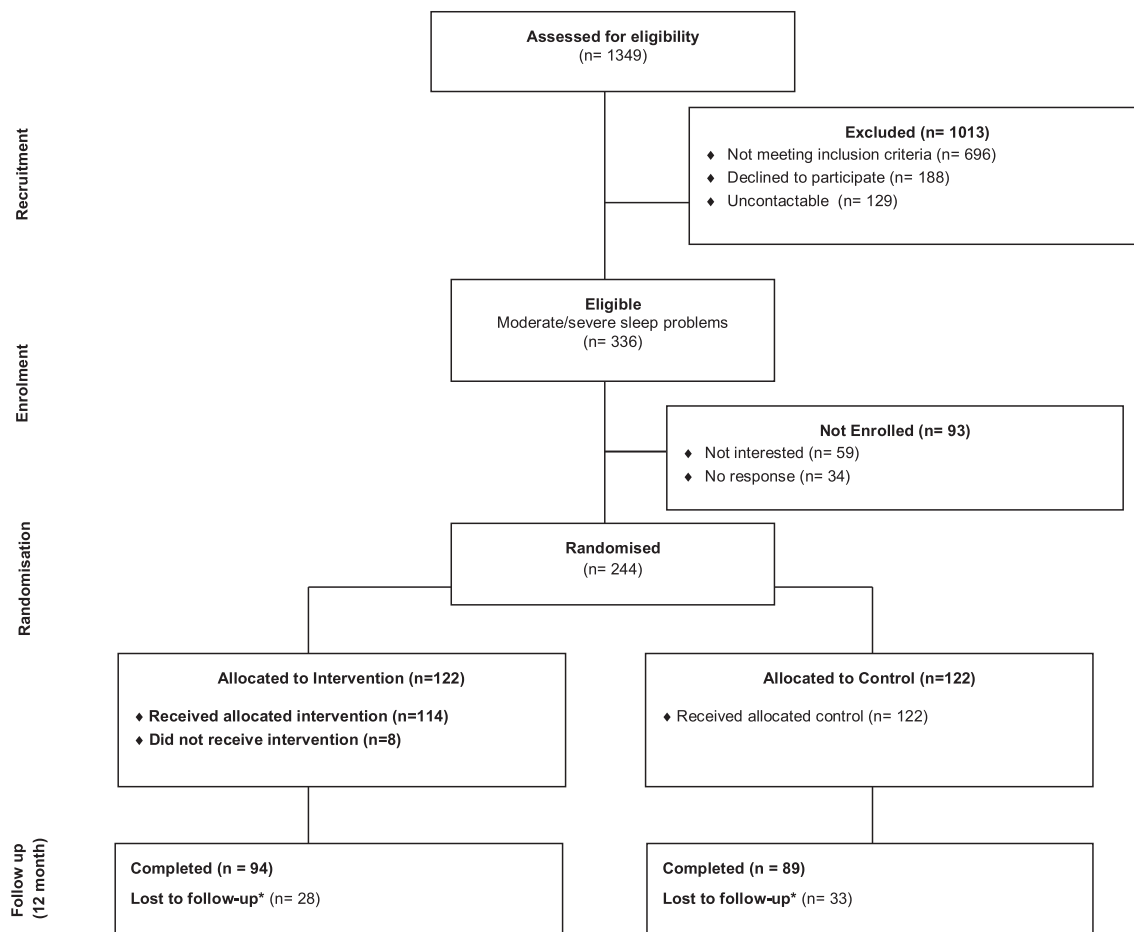 Assessed for eligibility
(n= 1349)
Recruitment
Excluded (n= 1013)
♦ Not meeting inclusion criteria (n= 696)
♦ Declined to participate (n= 188)
♦ Uncontactable (n= 129)
Eligible
Moderate/severe sleep problems
(n= 336)
Enrolment
Not Enrolled (n= 93)
♦ Not interested (n= 59)
♦ No response (n= 34)
Randomisation
Randomised
(n= 244)
Allocated to Intervention (n=122)
♦ Received allocated intervention (n=114)
♦ Did not receive intervention (n=8)
Allocated to Control (n=122)
♦ Received allocated control (n= 122)
Follow up
(12 month)
Completed (n = 94)
Lost to follow-up* (n= 28)
Completed (n = 89)
Lost to follow-up* (n= 33)